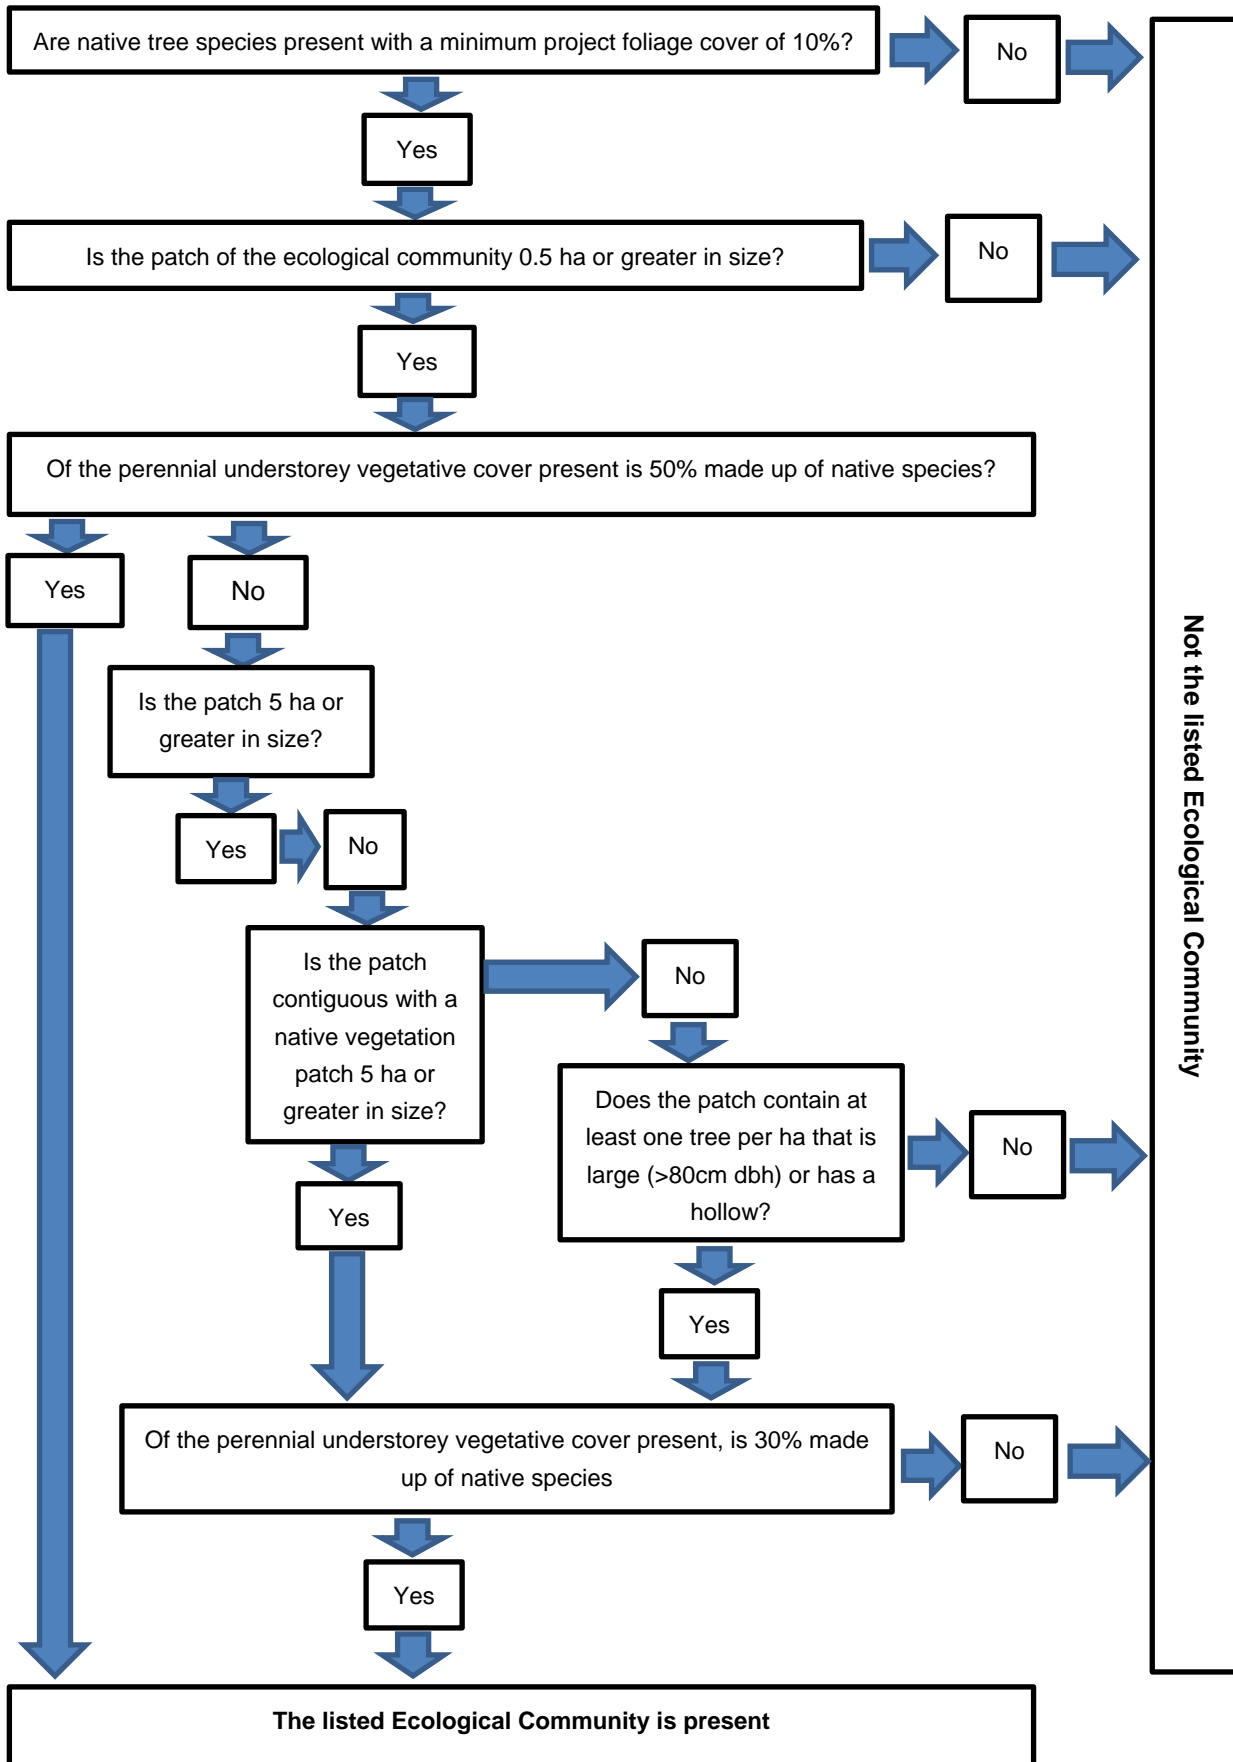 Are native tree species present with a minimum project foliage cover of 10%?
No
Yes
Is the patch of the ecological community 0.5 ha or greater in size?
No
Yes
Of the perennial understorey vegetative cover present is 50% made up of native species?
Yes
No
Is the patch 5 ha or
greater in size?
Yes
No
Is the patch
contiguous with a
native vegetation
patch 5 ha or
greater in size?
No
Does the patch contain at
least one tree per ha that is
large (>80cm dbh) or has a
hollow?
No
Yes
Yes
Of the perennial understorey vegetative cover present, is 30% made
up of native species
No
Yes
The listed Ecological Community is present
Not the listed Ecological Community